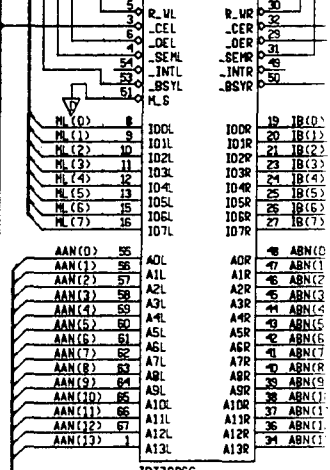 5 R_WL R_WR 30
3 _CEL _CER 32
6 _OEL _OER 29
4 _SEML _SEMR 31
54 _INTL _INTR 49
53 _BSYL _BSYR 50
51 M_S
ML(0) 8 IO0L IO0R 19 IB(0)
ML(1) 9 IO1L IO1R 20 IB(1)
ML(2) 10 IO2L IO2R 21 IB(2)
ML(3) 11 IO3L IO3R 23 IB(3)
ML(4) 12 IO4L IO4R 24 IB(4)
ML(5) 13 IO5L IO5R 25 IB(5)
ML(6) 15 IO6L IO6R 26 IB(6)
ML(7) 16 IO7L IO7R 27 IB(7)
AAN(0) 55 A0L A0R 48 ABN(0
AAN(1) 56 A1L A1R 47 ABN(1
AAN(2) 57 A2L A2R 46 ABN(2
AAN(3) 58 A3L A3R 45 ABN(3
AAN(4) 59 A4L A4R 44 ABN(4
AAN(5) 60 A5L A5R 43 ABN(5
AAN(6) 61 A6L A6R 42 ABN(6
AAN(7) 62 A7L A7R 41 ABN(7
AAN(8) 63 A8L A8R 40 ABN(8
AAN(9) 64 A9L A9R 39 ABN(9
AAN(10) 65 A10L A10R 38 ABN(1
AAN(11) 66 A11L A11R 37 ABN(1
AAN(12) 67 A12L A12R 36 ABN(1
AAN(13) 1 A13L A13R 34 ABN(1